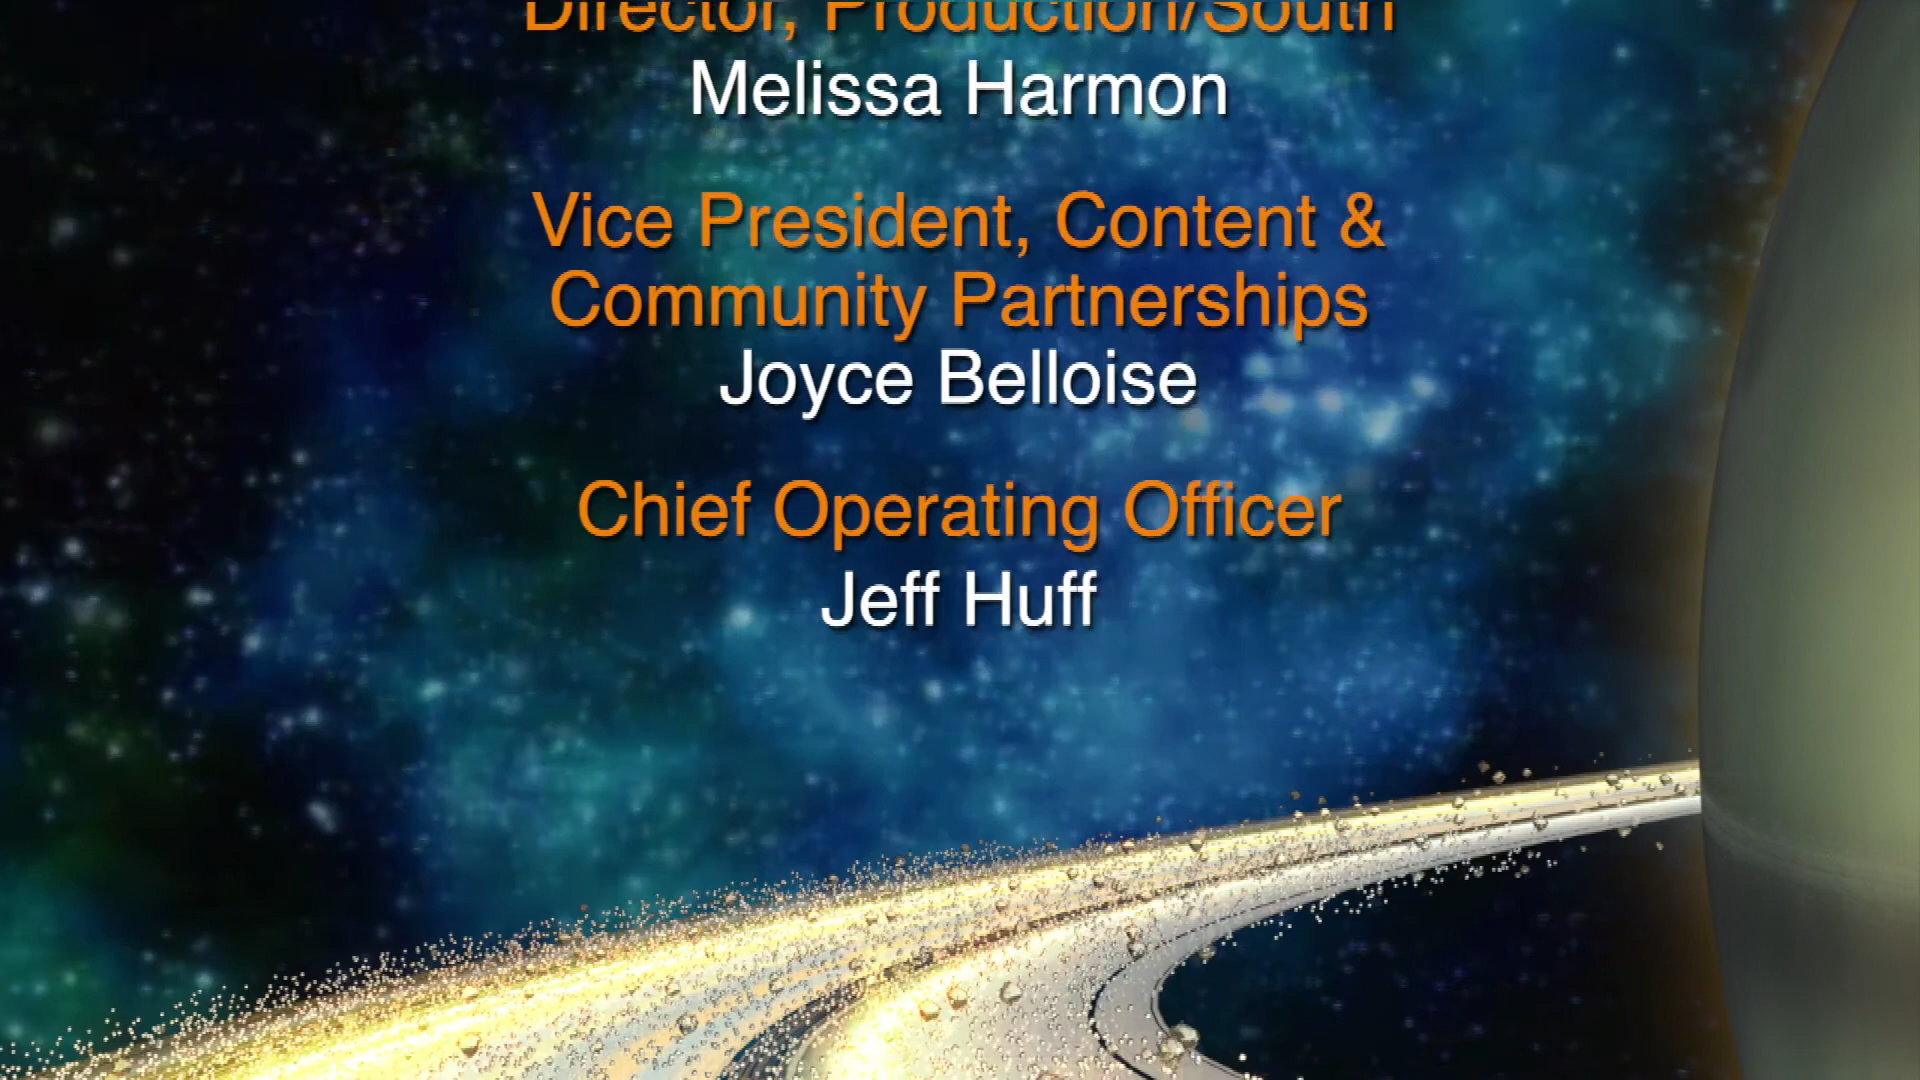 Director, Production/South
Melissa Harmon
Vice President, Content &
Community Partnerships
Joyce Belloise
Chief Operating Officer
Jeff Huff